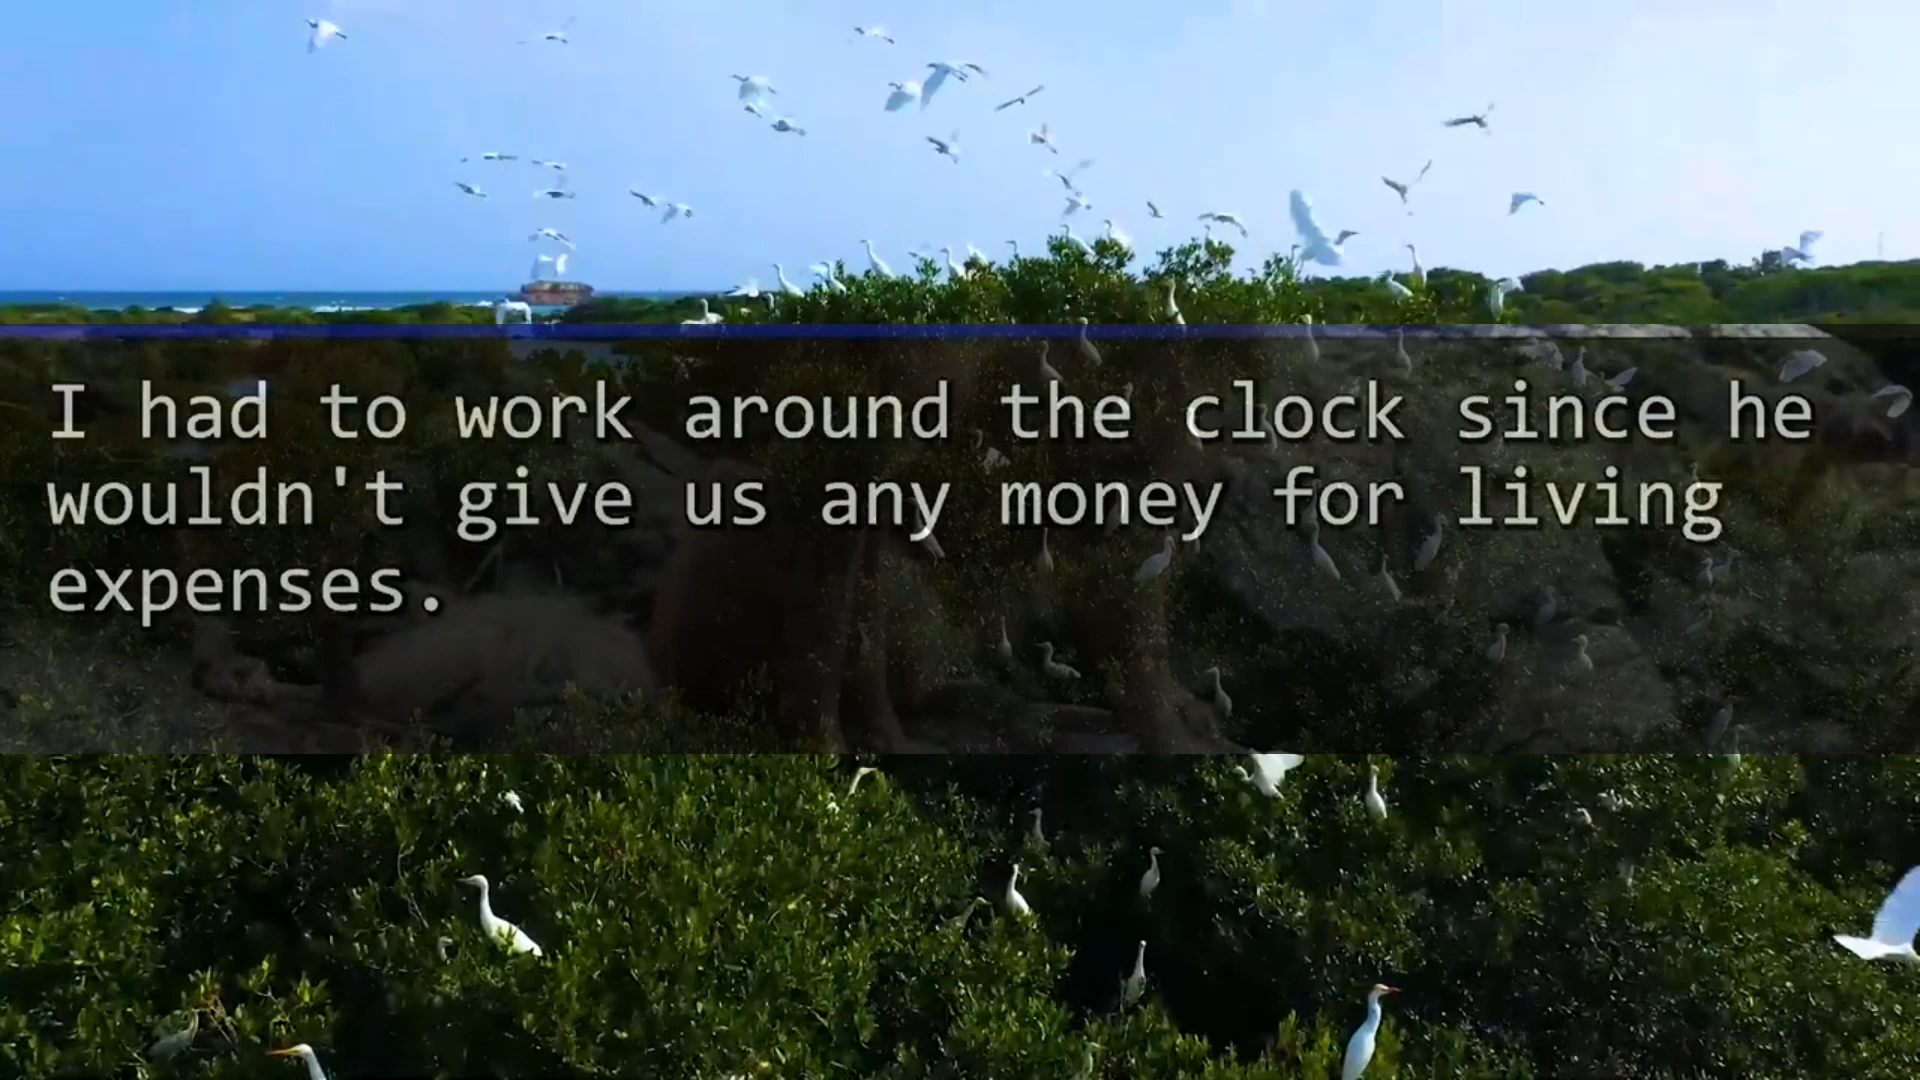 I had to work around the clock since he
wouldn't give us any money for living
expenses.